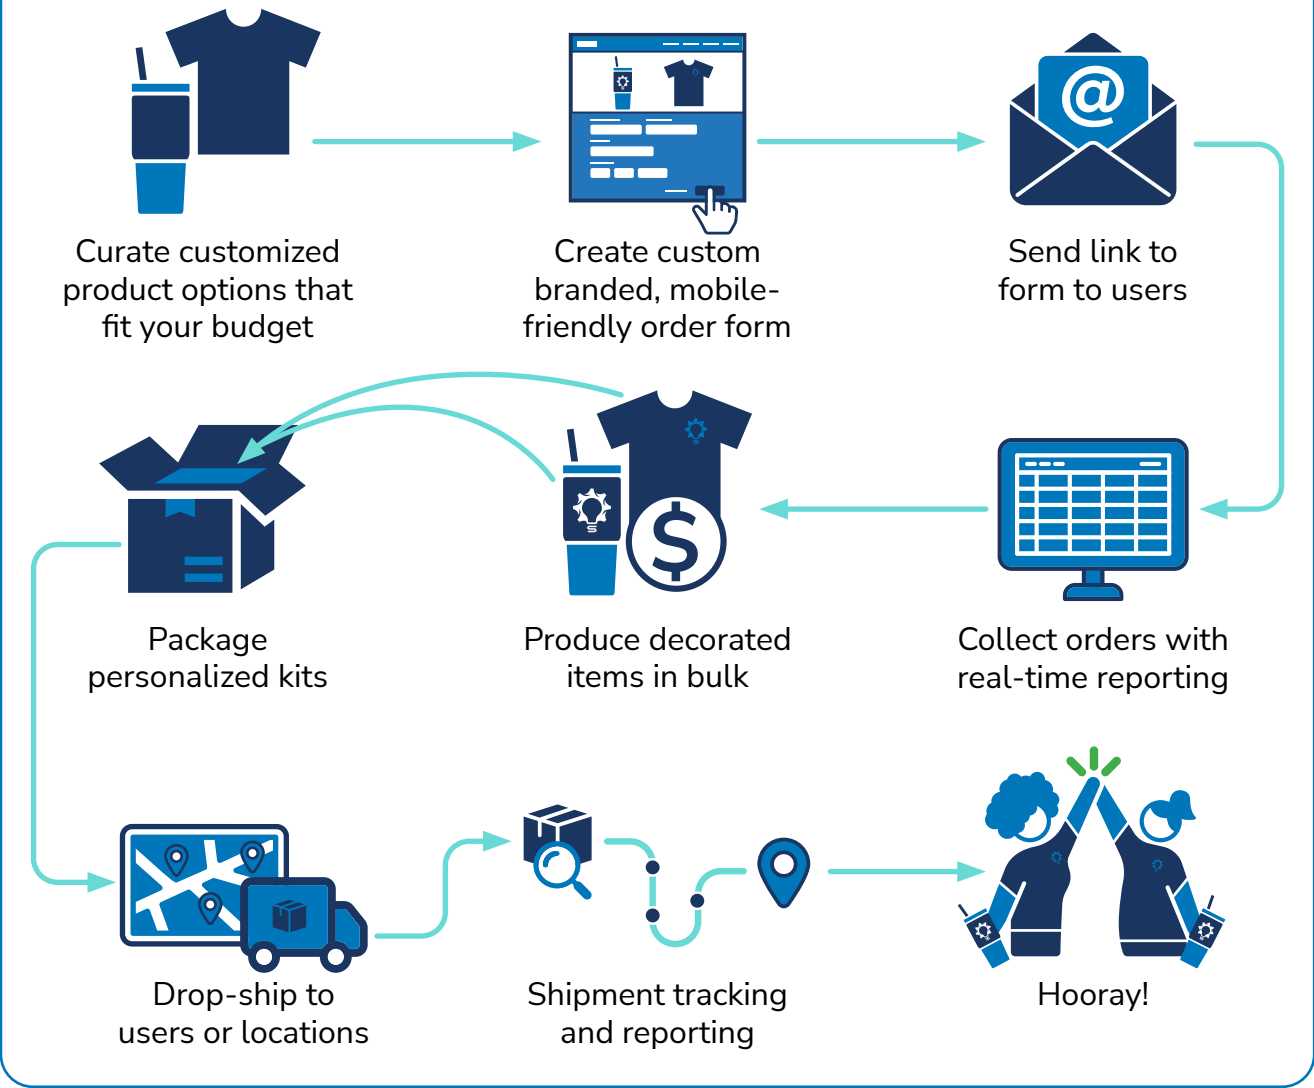 @
Curate customized
product options that
fit your budget
Create custom
branded, mobile-
friendly order form
Send link to
form to users
Collect orders with
real-time reporting
$
Produce decorated
items in bulk
Package
personalized kits
Drop-ship to
users or locations
Shipment tracking
and reporting
Hooray!